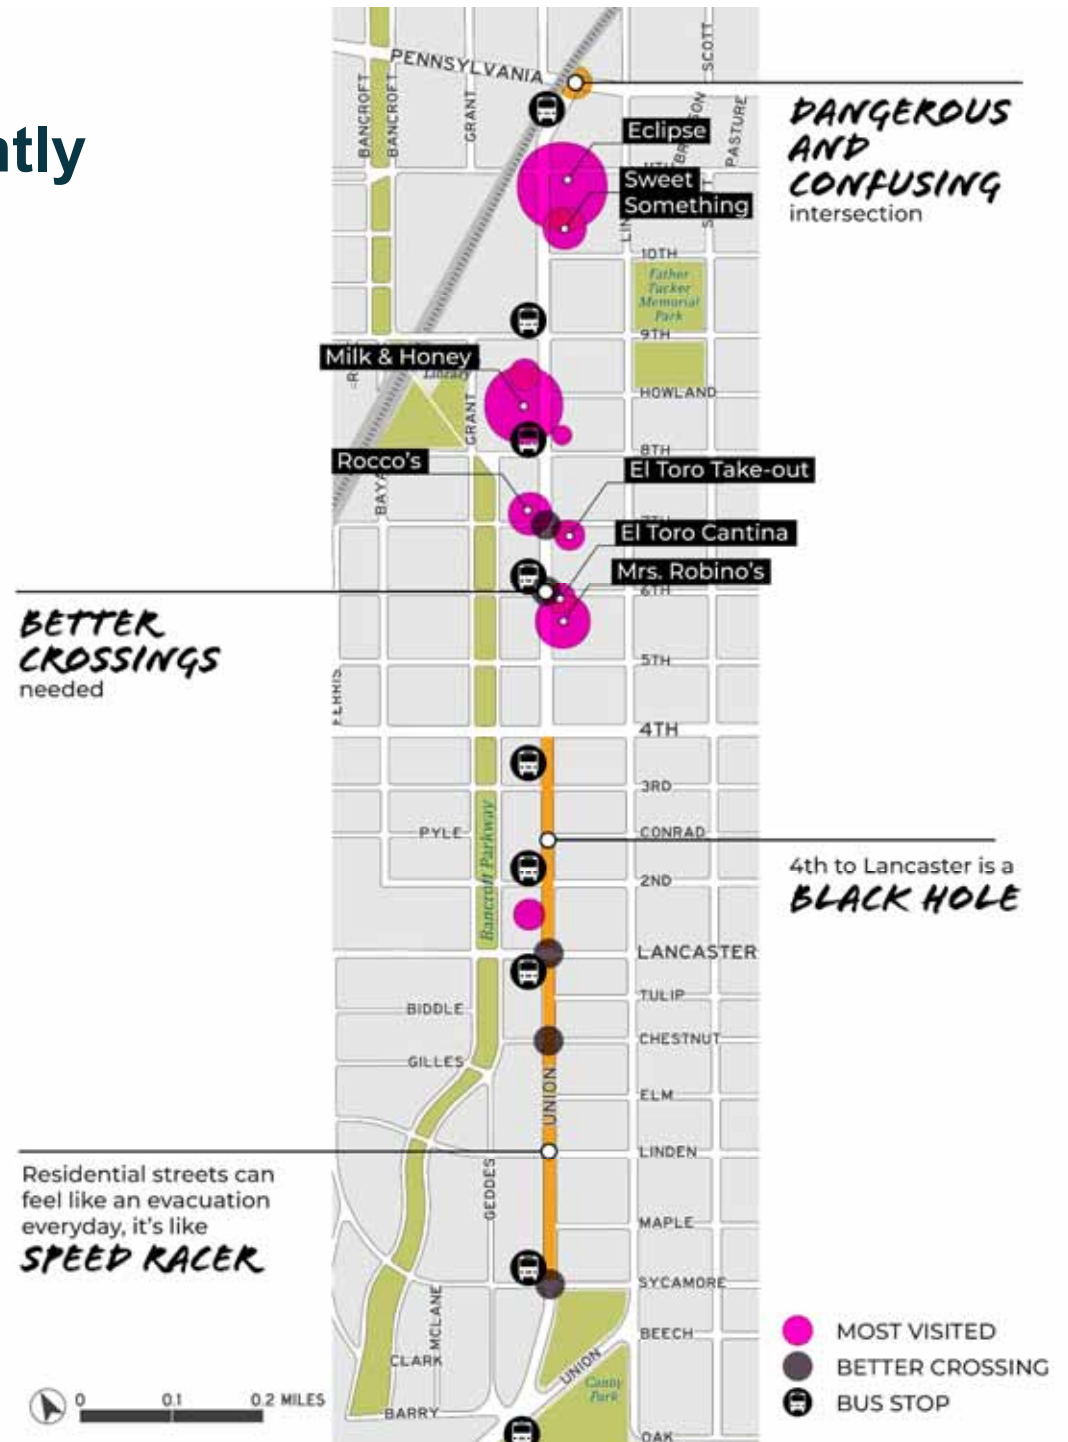 ntly
PENNSYLVANIA
SCOTT
BANCROFT
BANCROFT
GRANT
PASTURE
DANGEROUS
AND
CONFUSING
intersection
Eclipse
Sweet
Something
10TH
Father
Tucker
Memorial
Park
9TH
Milk & Honey
Library
HOWLAND
GRANT
8TH
Rocco's
El Toro Take-out
El Toro Cantina
Mrs. Robino's
6TH
BETTER
CROSSINGS
needed
5TH
4TH
3RD
PYLE
CONRAD
Bancroft Parkway
2ND
4th to Lancaster is a
BLACK HOLE
LANCASTER
TULIP
BIDDLE
CHESTNUT
GILLES
ELM
UNION
LINDEN
GEDDES
Residential streets can
feel like an evacuation
everyday, it's like
SPEED RACER
MAPLE
SYCAMORE
MCLANE
BEECH
CLARK
UNION
Canby
Park
BARRY
OAK
MOST VISITED
BETTER CROSSING
BUS STOP
0 0.1 0.2 MILES